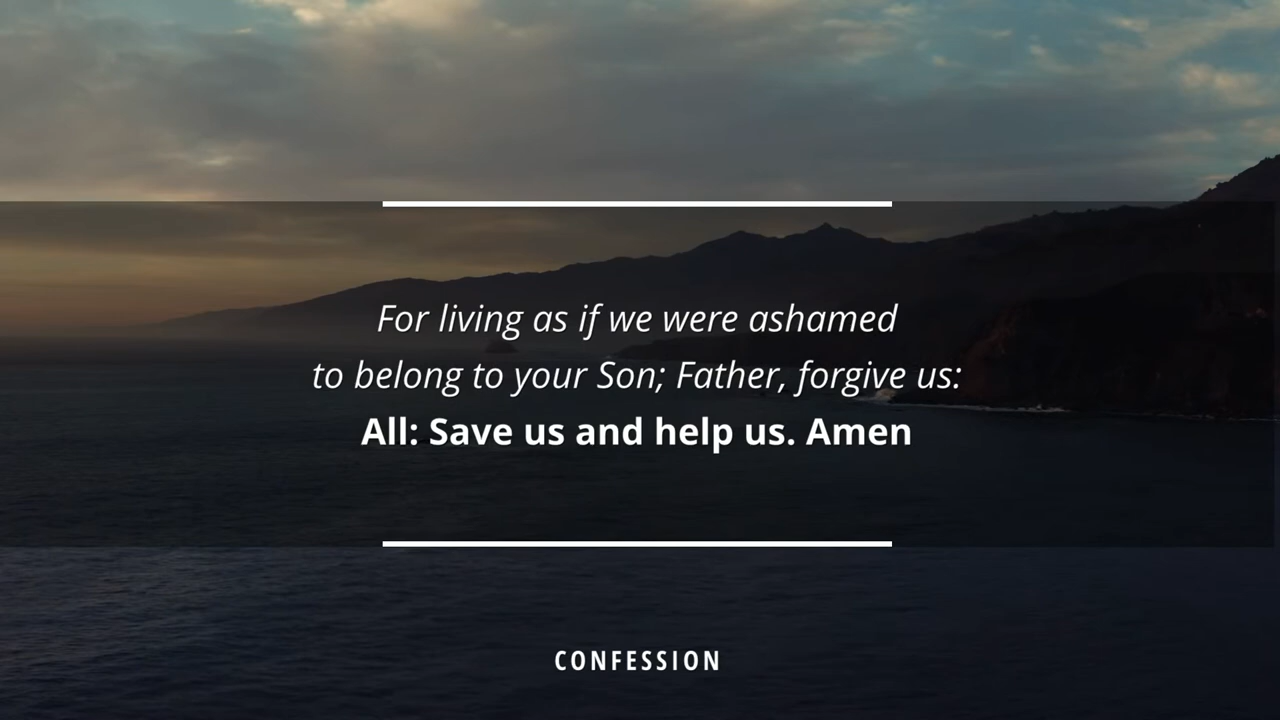 For living as if we were ashamed
to belong to your Son; Father, forgive us:
All: Save us and help us. Amen
CONFESSION